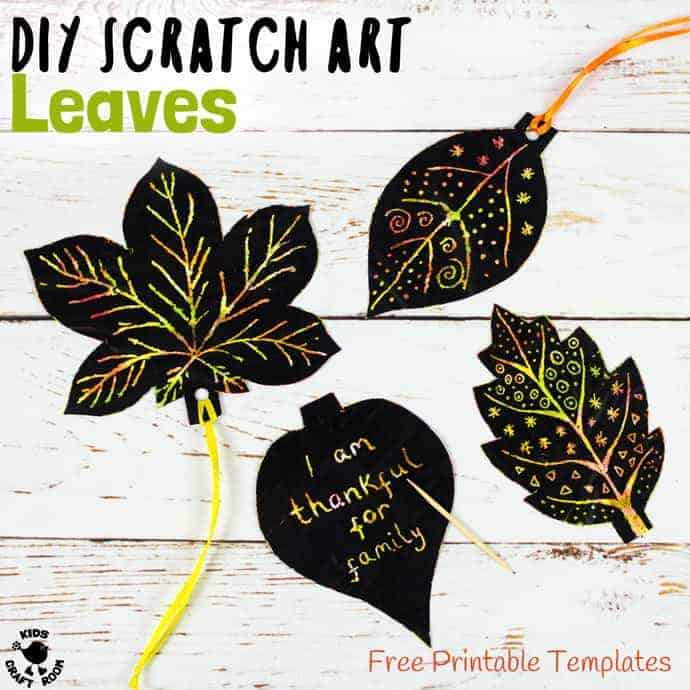 DIY SCRATCH ART
Leaves
I am
thankful
for
family
KIDS
CRAFT ROOM
Free Printable Templates